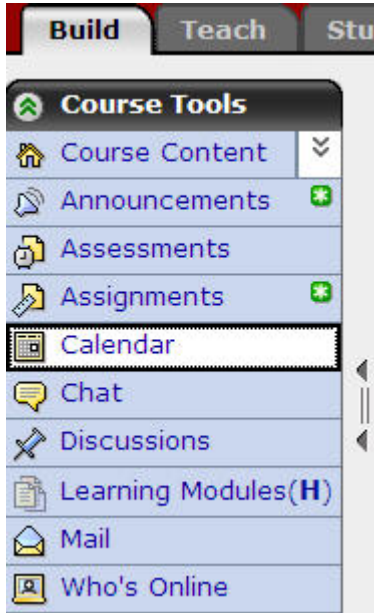 Build Teach Stu
Course Tools
Course Content
Announcements
Assessments
Assignments
Calendar
Chat
Discussions
Learning Modules(H)
Mail
Who's Online